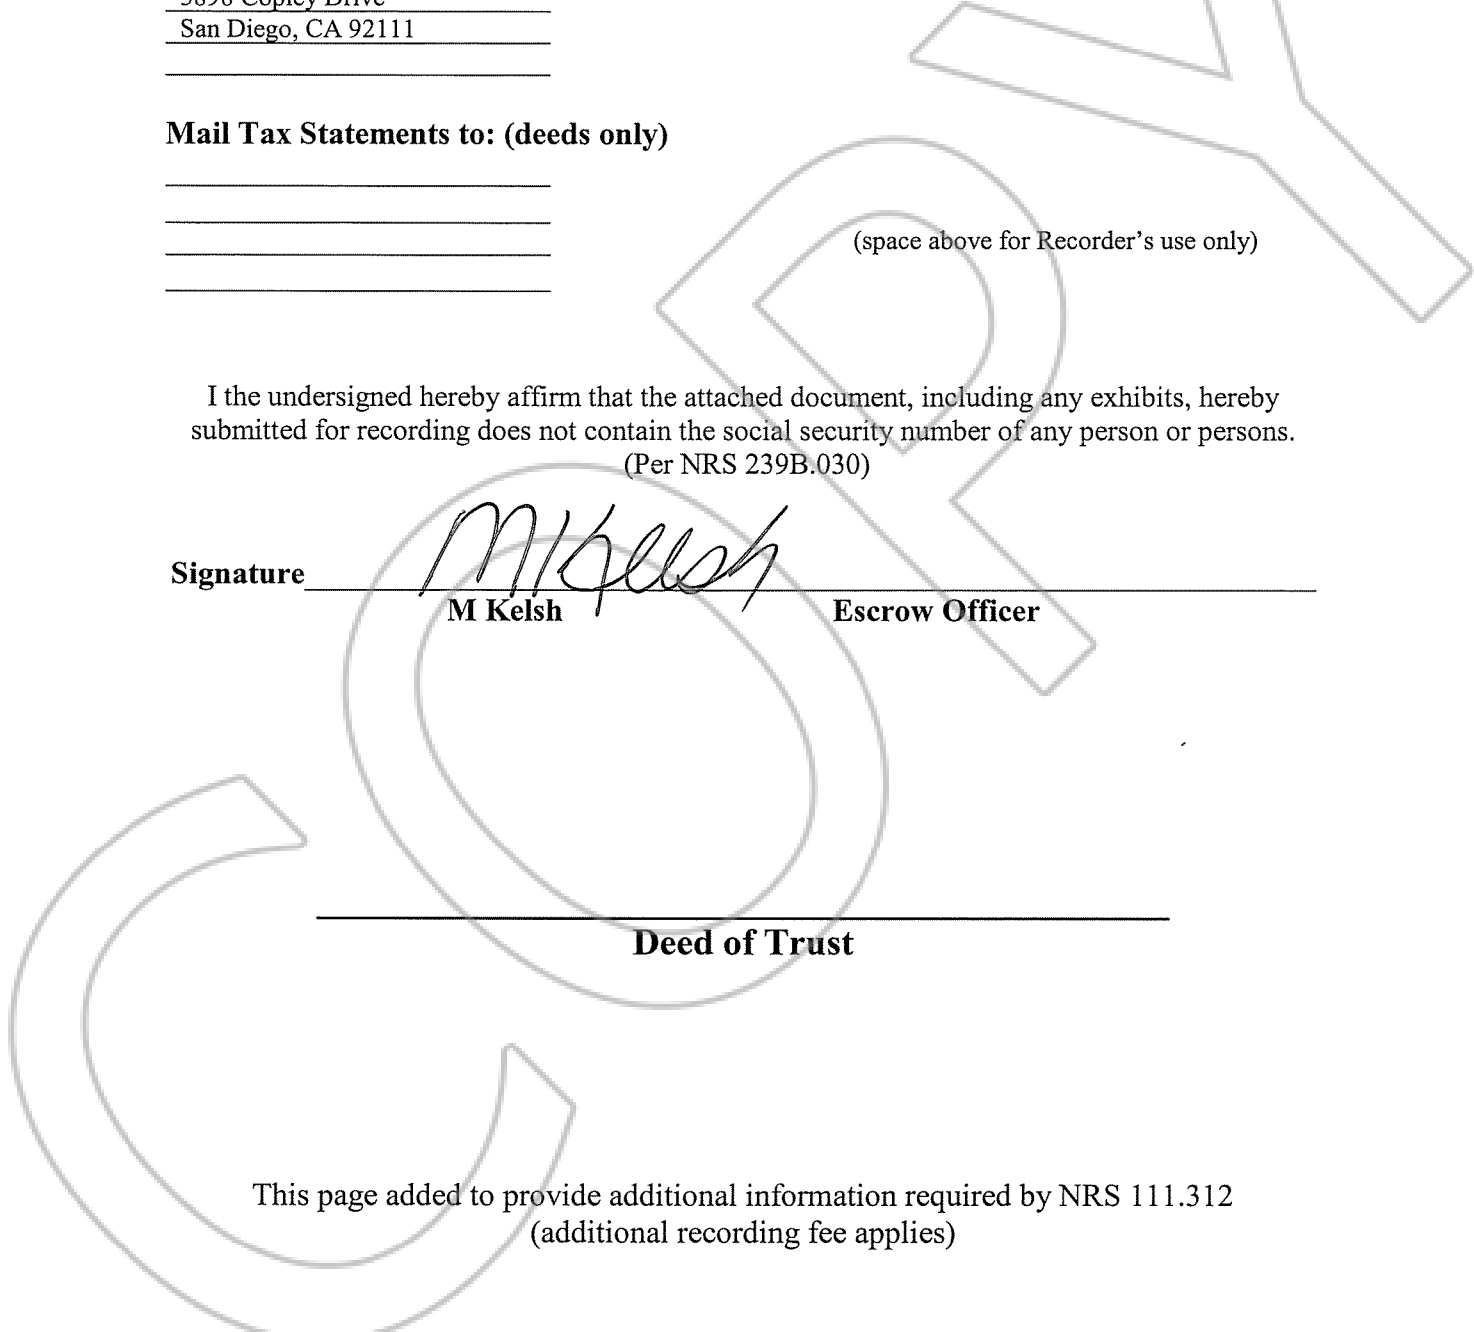 Copley Drive
San Diego, CA 92111
Mail Tax Statements to: (deeds only)
(space above for Recorder's use only)
I the undersigned hereby affirm that the attached document, including any exhibits, hereby
submitted for recording does not contain the social security number of any person or persons.
(Per NRS 239B.030)
Signature MKelsh
M Kelsh Escrow Officer
Deed of Trust
This page added to provide additional information required by NRS 111.312
(additional recording fee applies)
COPY